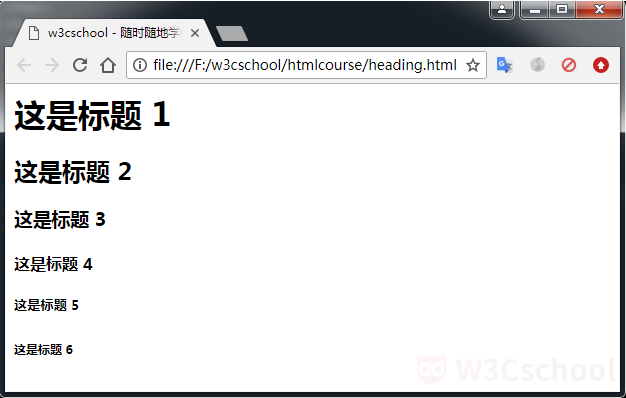 w3cschool - 随时随地学
file:///F:/w3cschool/htmlcourse/heading.html
这是标题 1
这是标题 2
这是标题 3
这是标题 4
这是标题 5
这是标题 6
W3Cschool